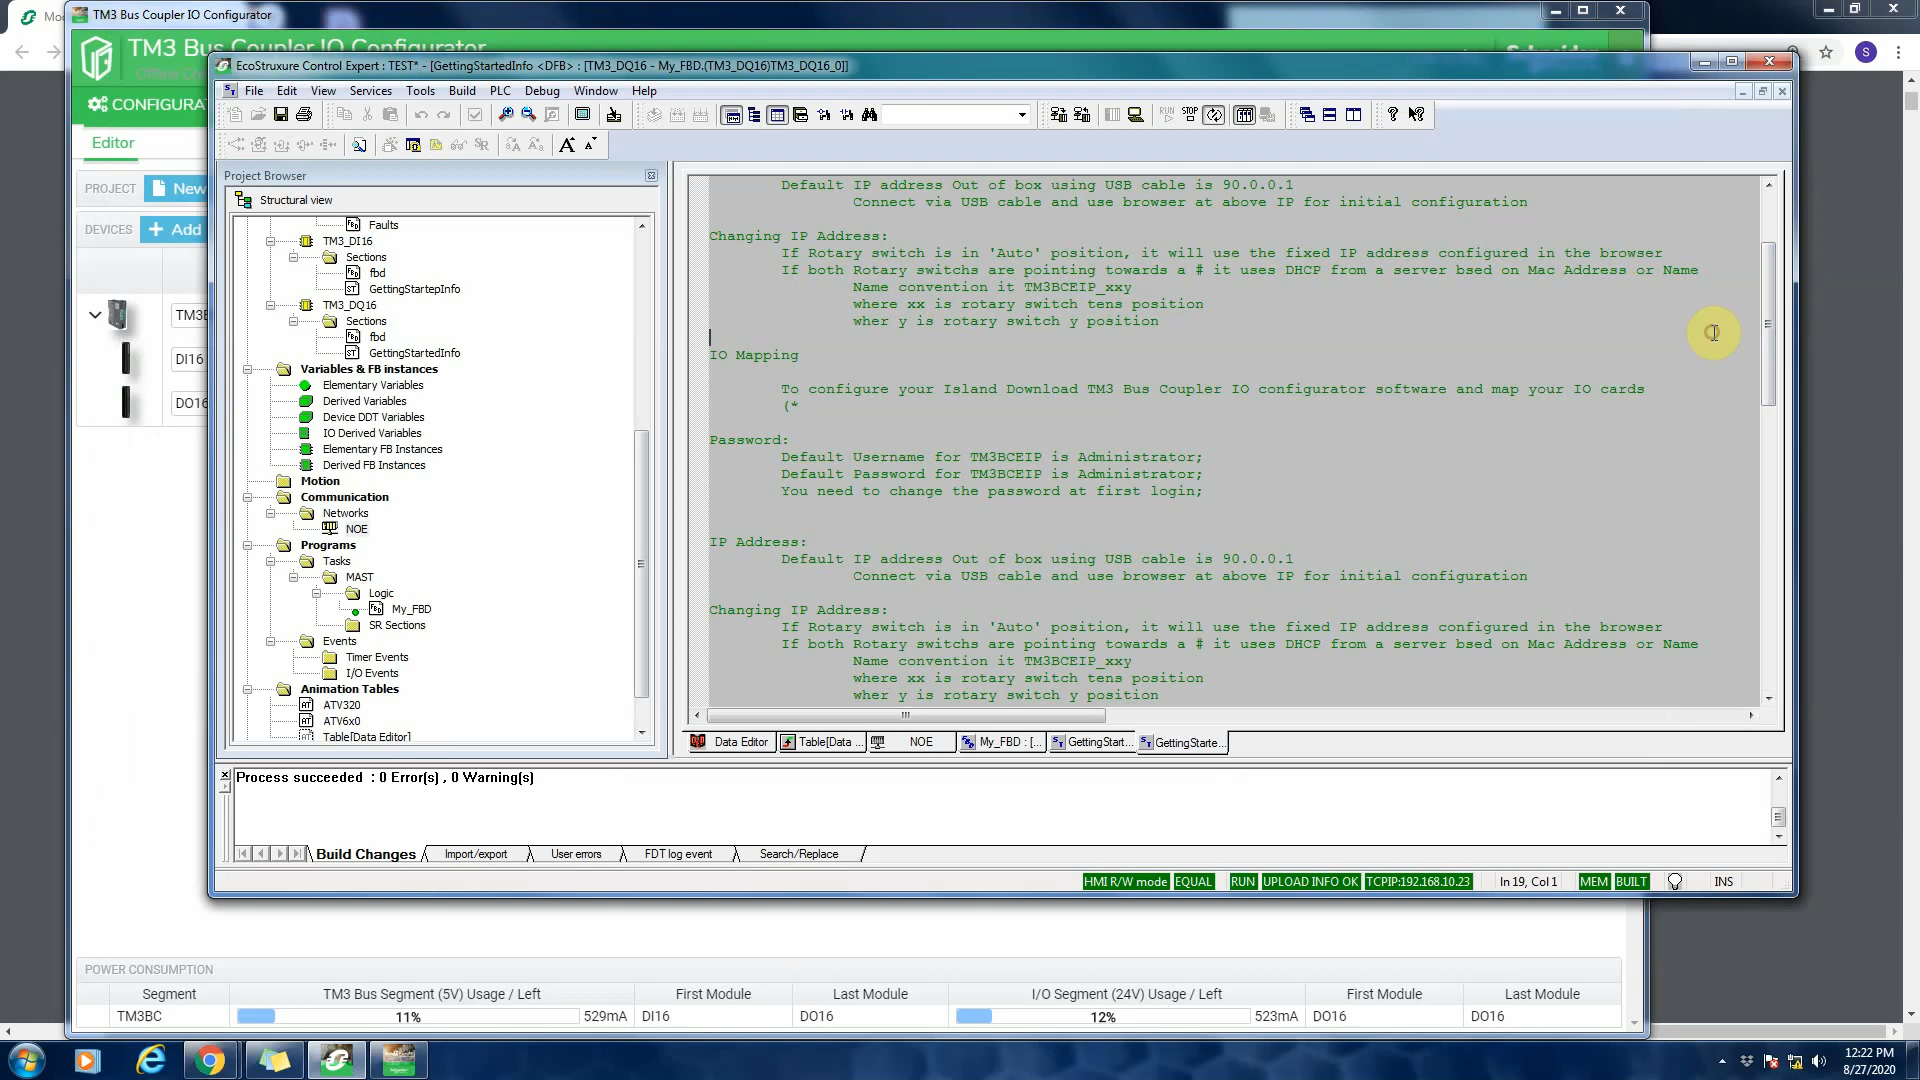 TM3 Bus Coupler IO Configurator
TM3 Bus Coupler IO Configurator
CONFIGURA
Editor
PROJECT
New
DEVICES
Add
TM3B
DI16
DO16
EcoStruxure Control Expert : TEST* - [GettingStartedInfo <DFB> : [TM3_DQ16 - My_FBD.(TM3_DQ16)TM3_DQ16_0]]
File Edit View Services Tools Build PLC Debug Window Help
Project Browser
Structural view
Faults
TM3_DI16
Sections
fbd
GettingStartepInfo
TM3_DQ16
Sections
fbd
GettingStartedInfo
Variables & FB instances
Elementary Variables
Derived Variables
Device DDT Variables
IO Derived Variables
Elementary FB Instances
Derived FB Instances
Motion
Communication
Networks
NOE
Programs
Tasks
MAST
Logic
My_FBD
SR Sections
Events
Timer Events
I/O Events
Animation Tables
ATV320
ATV6x0
Table[Data Editor]
Default IP address Out of box using USB cable is 90.0.0.1
Connect via USB cable and use browser at above IP for initial configuration
Changing IP Address:
If Rotary switch is in 'Auto' position, it will use the fixed IP address configured in the browser
If both Rotary switchs are pointing towards a # it uses DHCP from a server bsed on Mac Address or Name
Name convention it TM3BCEIP_xxy
where xx is rotary switch tens position
wher y is rotary switch y position
IO Mapping
To configure your Island Download TM3 Bus Coupler IO configurator software and map your IO cards
(*
Password:
Default Username for TM3BCEIP is Administrator;
Default Password for TM3BCEIP is Administrator;
You need to change the password at first login;
IP Address:
Default IP address Out of box using USB cable is 90.0.0.1
Connect via USB cable and use browser at above IP for initial configuration
Changing IP Address:
If Rotary switch is in 'Auto' position, it will use the fixed IP address configured in the browser
If both Rotary switchs are pointing towards a # it uses DHCP from a server bsed on Mac Address or Name
Name convention it TM3BCEIP_xxy
where xx is rotary switch tens position
wher y is rotary switch y position
Data Editor Table[Data ... NOE My_FBD : [... GettingStart... GettingStarte...
Process succeeded : 0 Error(s) , 0 Warning(s)
Build Changes Import/export User errors FDT log event Search/Replace
HMI R/W mode EQUAL RUN UPLOAD INFO OK TCPIP:192.168.10.23 ln 19, Col 1 MEM BUILT INS
POWER CONSUMPTION
Segment TM3 Bus Segment (5V) Usage / Left First Module Last Module I/O Segment (24V) Usage / Left First Module Last Module
TM3BC 11% 529mA DI16 DO16 12% 523mA DO16 DO16
12:22 PM
8/27/2020